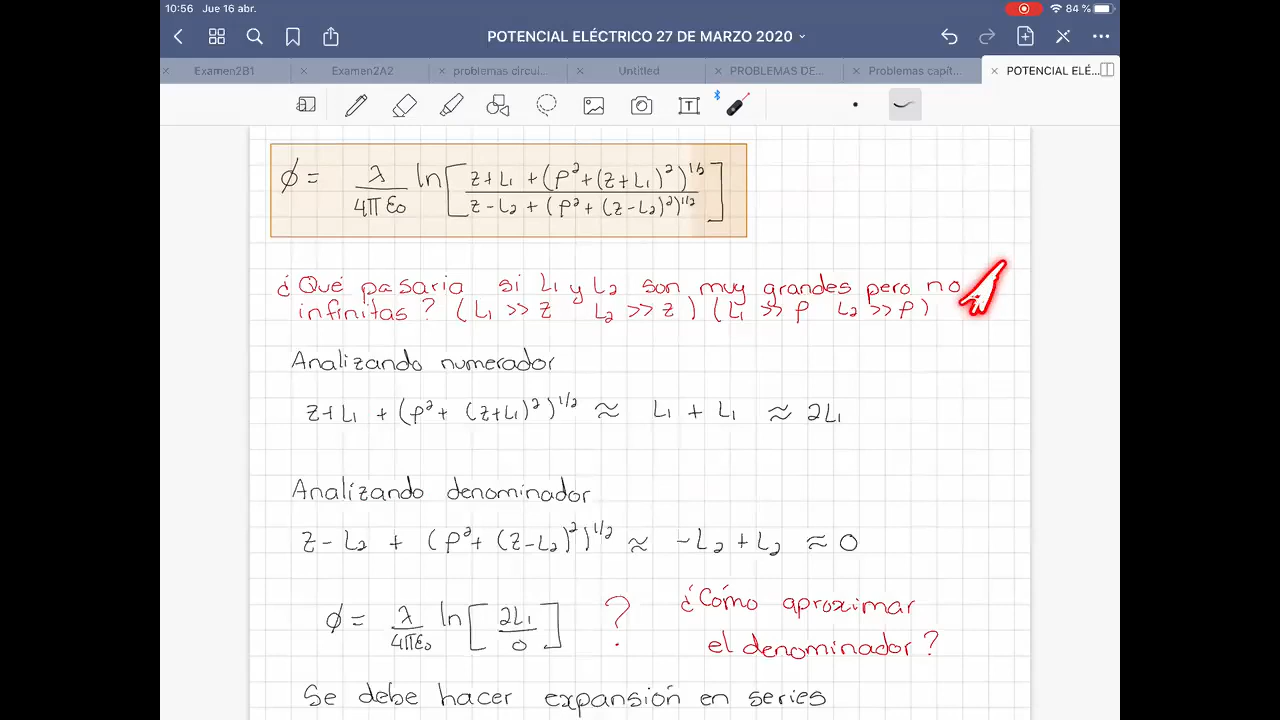 10:56 Jue 16 abr. 84 %
POTENCIAL ELÉCTRICO 27 DE MARZO 2020
Examen2B1 Examen2A2 problemas circui... Untitled PROBLEMAS DE... Problemas capít... POTENCIAL ELÉ...
ϕ = λ/4πε₀ ln[(z+L₁+(ρ²+(z+L₁)²)^1/2)/(z-L₂+(ρ²+(z-L₂)²)^1/2)]
¿Qué pasaria si L₁ y L₂ son muy grandes pero no
infinitas? (L₁ >> z L₂ >> z) (L₁ >> ρ L₂ >> ρ)
Analizando numerador
z+L₁ + (ρ²+ (z+L₁)²)^1/2 ≈ L₁ + L₁ ≈ 2L₁
Analizando denominador
z-L₂ + (ρ²+ (z-L₂)²)^1/2 ≈ -L₂+L₂ ≈ 0
ϕ = λ/4πε₀ ln[2L₁/0] ? ¿Cómo aproximar
el denominador?
Se debe hacer expansión en series